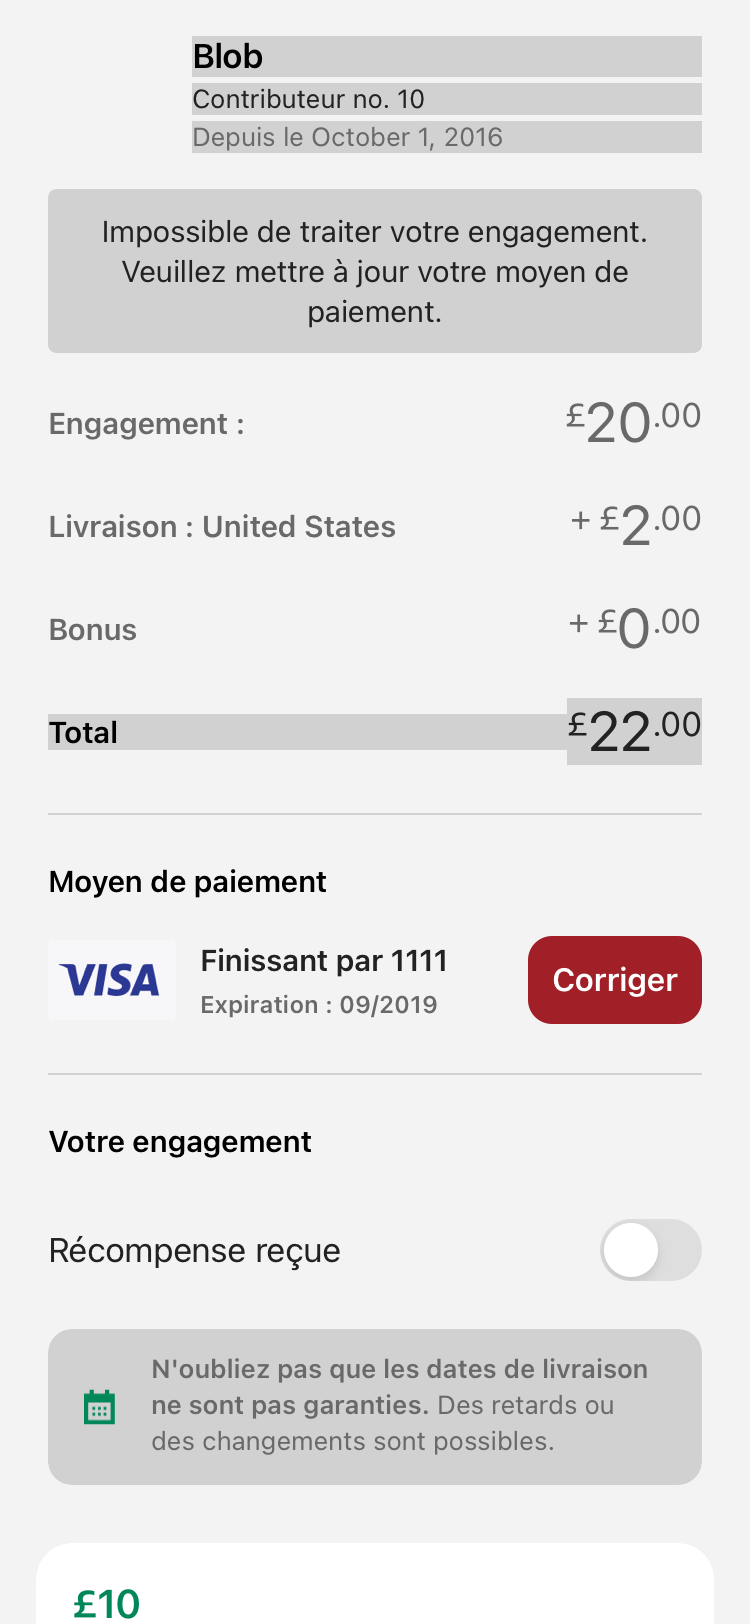 Blob
Contributeur no. 10
Depuis le October 1, 2016
Impossible de traiter votre engagement.
Veuillez mettre à jour votre moyen de
paiement.
Engagement : £20.00
Livraison : United States + £2.00
Bonus + £0.00
Total £22.00
Moyen de paiement
VISA
Finissant par 1111
Expiration : 09/2019
Corriger
Votre engagement
Récompense reçue
N'oubliez pas que les dates de livraison
ne sont pas garanties. Des retards ou
des changements sont possibles.
£10